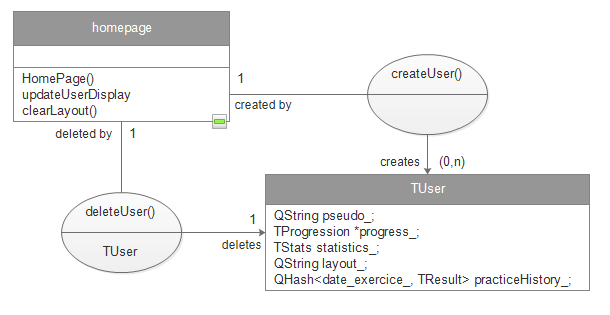 homepage
HomePage()
updateUserDisplay
clearLayout()
1
created by
createUser()
deleted by
1
creates
(0,n)
deleteUser()
TUser
1
deletes
TUser
QString pseudo_;
TProgression *progress_;
TStats statistics_;
QString layout_;
QHash<date_exercice_, TResult> practiceHistory_;